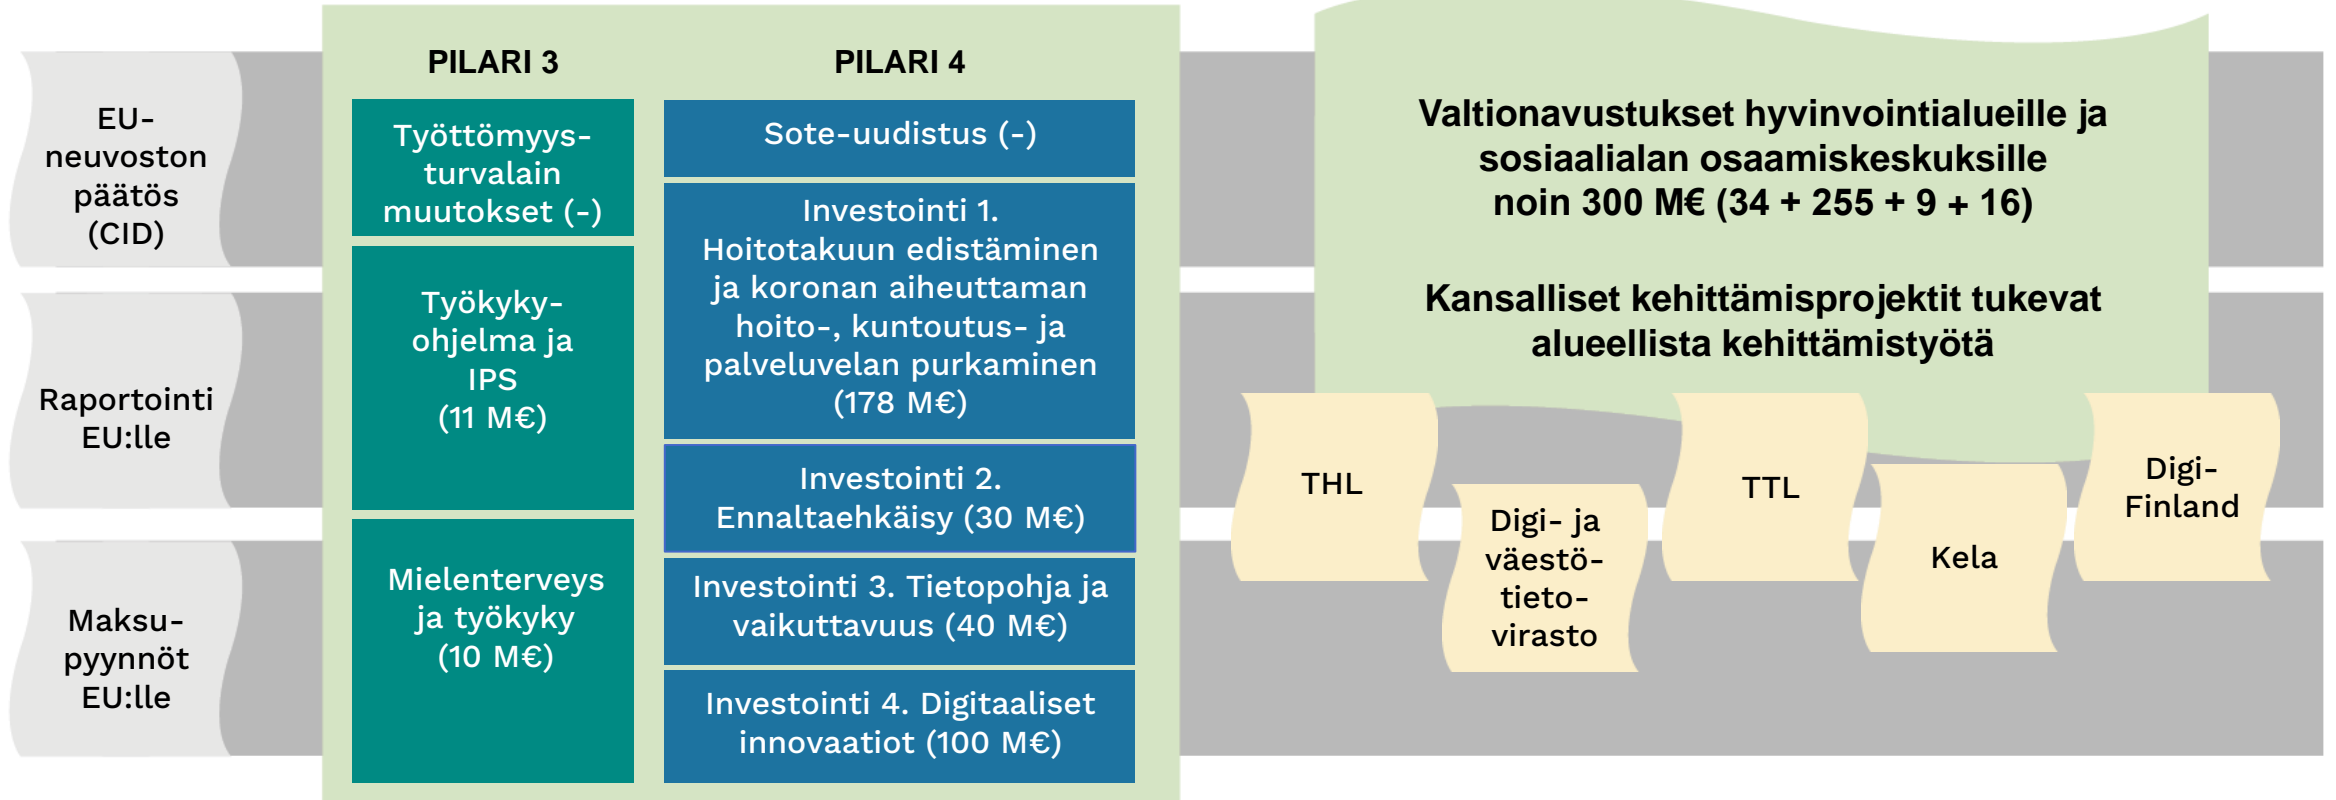 EU-
neuvoston
päätös
(CID)
Raportointi
EU:lle
Maksu-
pyynnöt
EU:lle
PILARI 3
Työttömyys-
turvalain
muutokset (-)
Työkyky-
ohjelma ja
IPS
(11 M€)
Mielenterveys
ja työkyky
(10 M€)
PILARI 4
Sote-uudistus (-)
Investointi 1.
Hoitotakuun edistäminen
ja koronan aiheuttaman
hoito-, kuntoutus- ja
palveluvelan purkaminen
(178 M€)
Investointi 2.
Ennaltaehkäisy (30 M€)
Investointi 3. Tietopohja ja
vaikuttavuus (40 M€)
Investointi 4. Digitaaliset
innovaatiot (100 M€)
Valtionavustukset hyvinvointialueille ja
sosiaalialan osaamiskeskuksille
noin 300 M€ (34 + 255 + 9 + 16)
Kansalliset kehittämisprojektit tukevat
alueellista kehittämistyötä
THL
Digi- ja
väestö-
tieto-
virasto
TTL
Kela
Digi-
Finland